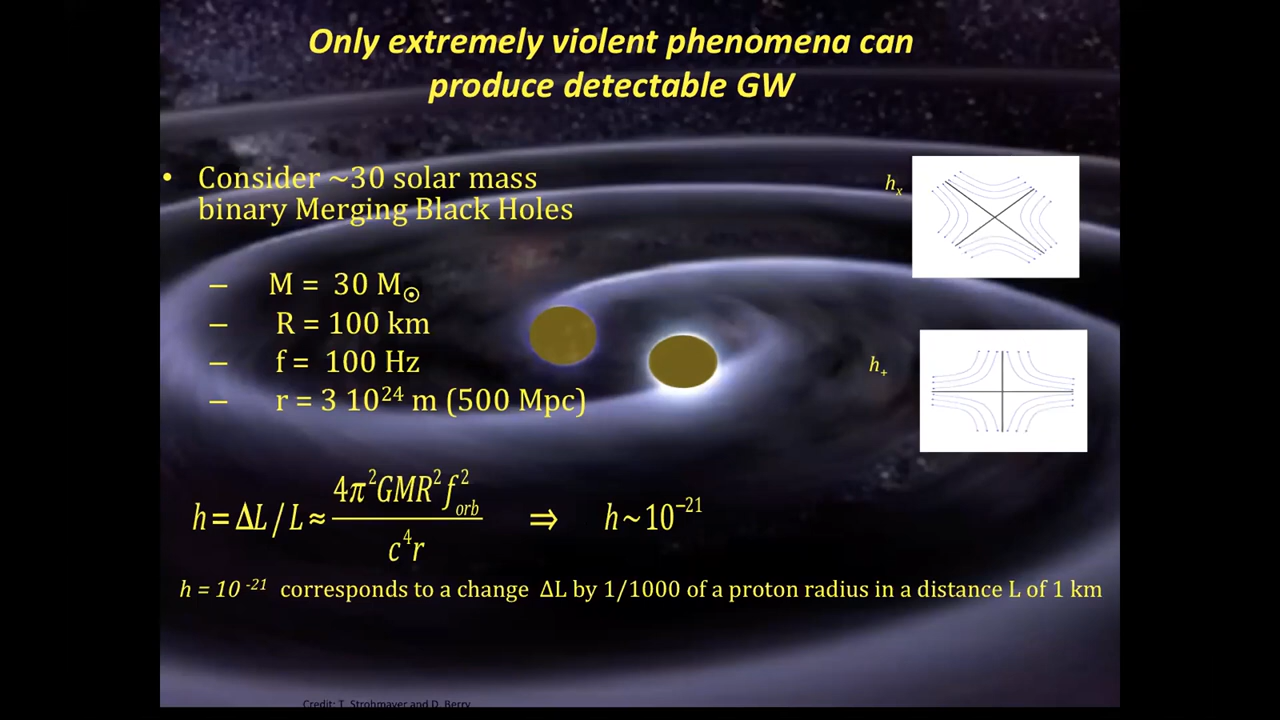 Only extremely violent phenomena can
produce detectable GW
• Consider ~30 solar mass
binary Merging Black Holes
– M = 30 M☉
– R = 100 km
– f = 100 Hz
– r = 3 10²⁴ m (500 Mpc)
hₓ
h₊
h = ΔL / L ≈ 4π²GMR²f²orb / c⁴r ⇒ h ~ 10⁻²¹
h = 10 ⁻²¹ corresponds to a change ΔL by 1/1000 of a proton radius in a distance L of 1 km
Credit: T. Strohmayer and D. Berry